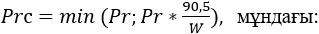 Prc = min (Pr; Pr * 90,5/W), мұндағы: